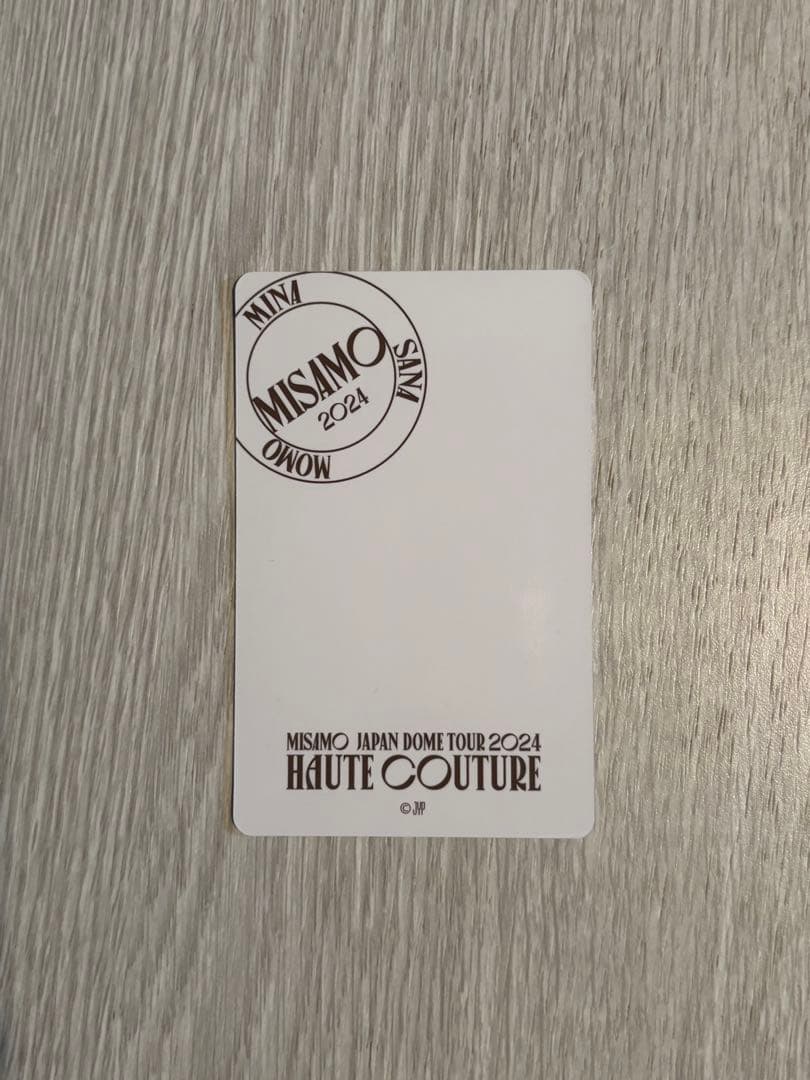 MINA
SANA
MOMO
MISAMO
2024
MISAMO JAPAN DOME TOUR 2024
HAUTE COUTURE
© JYP